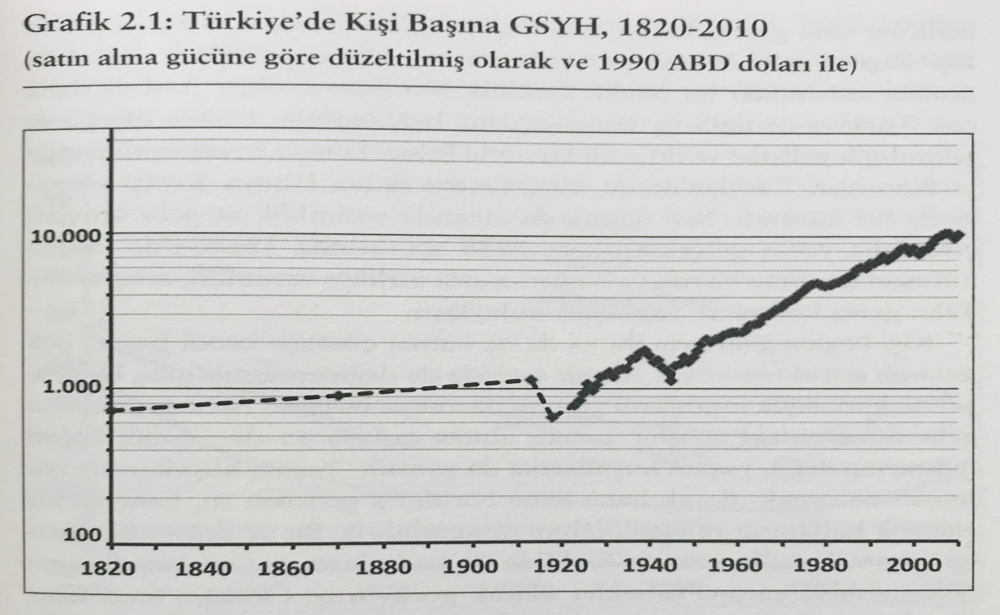 Grafik 2.1: Türkiye’de Kişi Başına GSYH, 1820-2010
(satın alma gücüne göre düzeltilmiş olarak ve 1990 ABD doları ile)
10.000
1.000
100
1820 1840 1860 1880 1900 1920 1940 1960 1980 2000